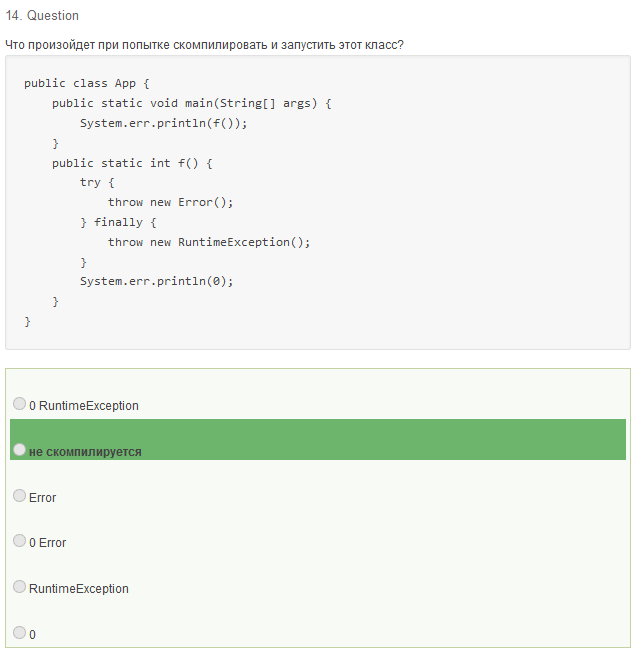 14. Question
Что произойдет при попытке скомпилировать и запустить этот класс?
public class App {
    public static void main(String[] args) {
        System.err.println(f());
    }
    public static int f() {
        try {
            throw new Error();
        } finally {
            throw new RuntimeException();
        }
        System.err.println(0);
    }
}
0 RuntimeException
не скомпилируется
Error
0 Error
RuntimeException
0